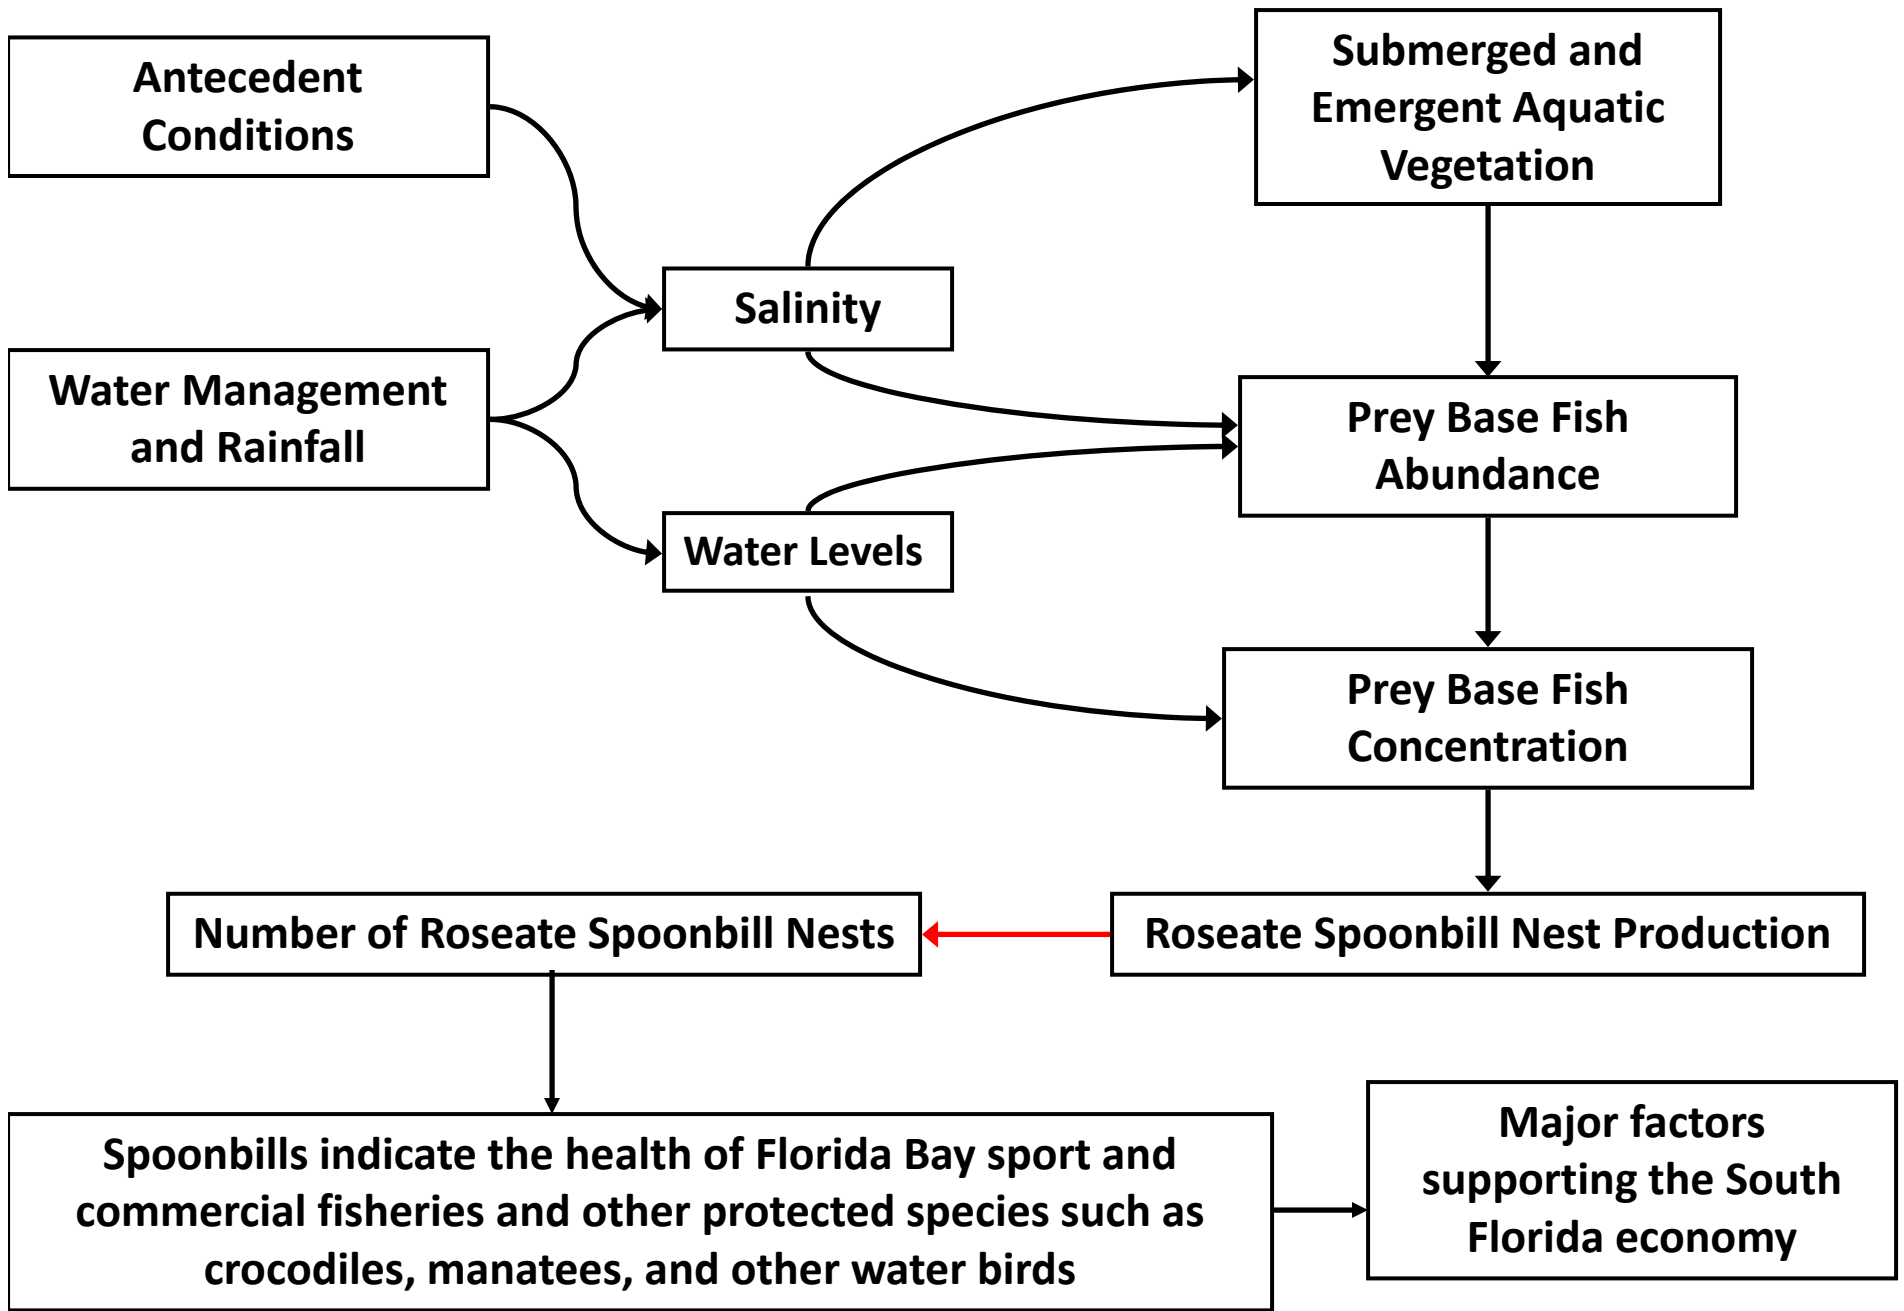 Antecedent
Conditions
Water Management
and Rainfall
Salinity
Water Levels
Submerged and
Emergent Aquatic
Vegetation
Prey Base Fish
Abundance
Prey Base Fish
Concentration
Roseate Spoonbill Nest Production
Number of Roseate Spoonbill Nests
Spoonbills indicate the health of Florida Bay sport and
commercial fisheries and other protected species such as
crocodiles, manatees, and other water birds
Major factors
supporting the South
Florida economy